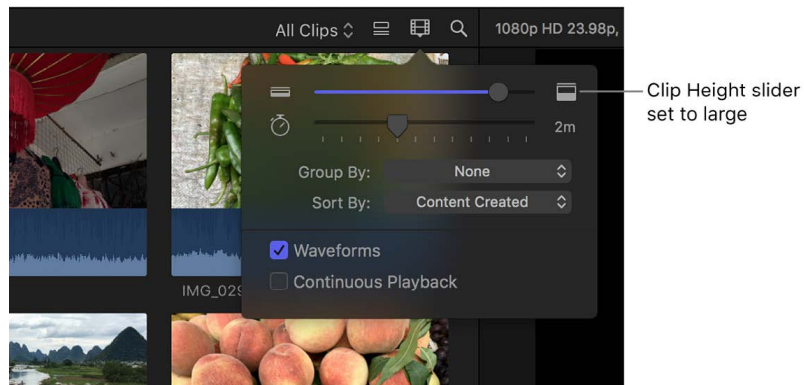 All Clips
1080p HD 23.98p,
Clip Height slider
set to large
2m
Group By: None
Sort By: Content Created
Waveforms
Continuous Playback
IMG_029